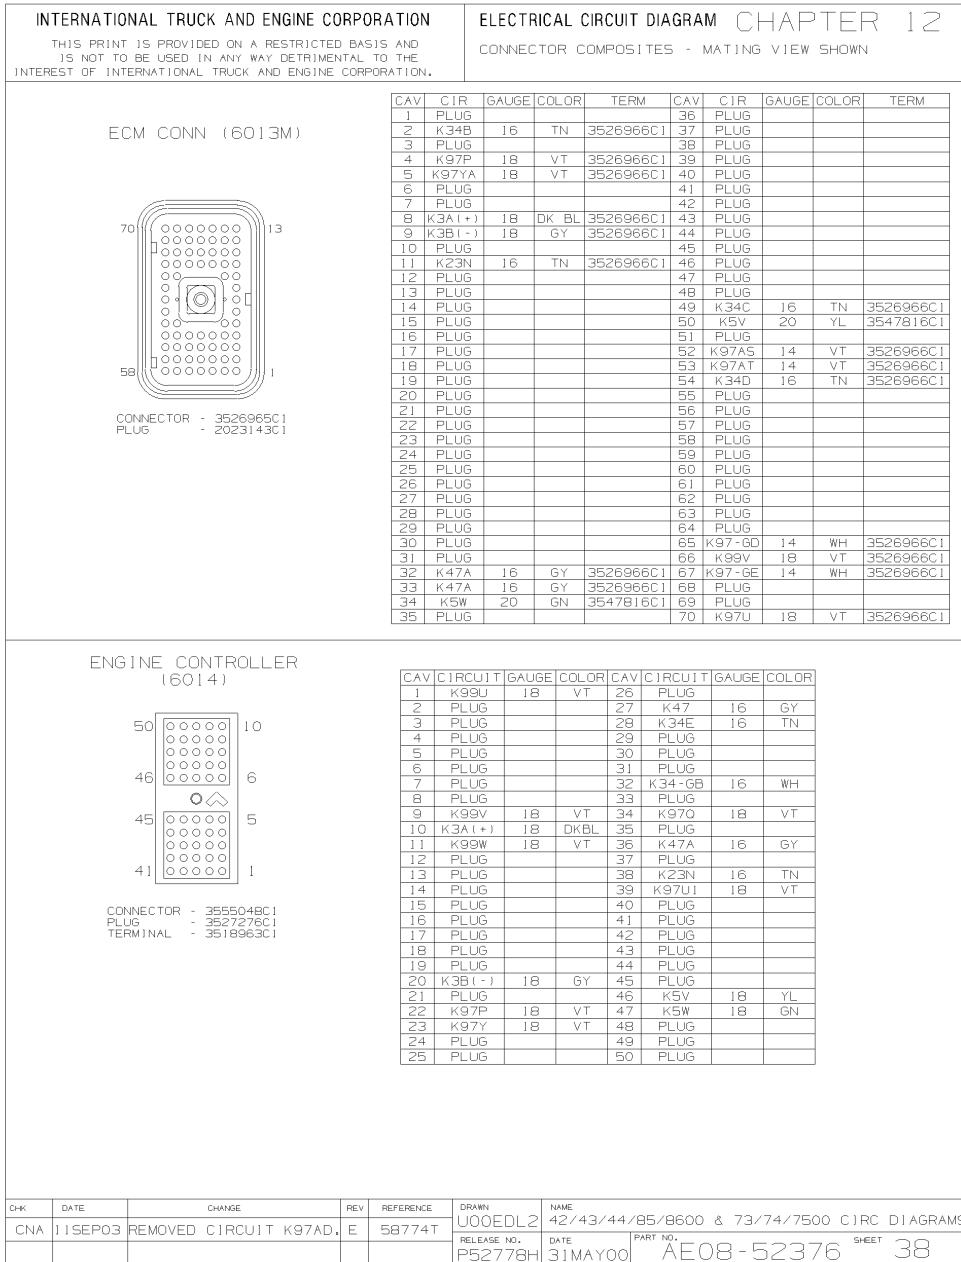 INTERNATIONAL TRUCK AND ENGINE CORPORATION
THIS PRINT IS PROVIDED ON A RESTRICTED BASIS AND
IS NOT TO BE USED IN ANY WAY DETRIMENTAL TO THE
INTEREST OF INTERNATIONAL TRUCK AND ENGINE CORPORATION.
ELECTRICAL CIRCUIT DIAGRAM CHAPTER 12
CONNECTOR COMPOSITES - MATING VIEW SHOWN
ECM CONN (6013M)
70 13
58 1
CONNECTOR - 3526965C1
PLUG - 2023143C1
CAV CIR GAUGE COLOR TERM CAV CIR GAUGE COLOR TERM
1 PLUG 36 PLUG
2 K34B 16 TN 3526966C1 37 PLUG
3 PLUG 38 PLUG
4 K97P 18 VT 3526966C1 39 PLUG
5 K97YA 18 VT 3526966C1 40 PLUG
6 PLUG 41 PLUG
7 PLUG 42 PLUG
8 K3A(+) 18 DK BL 3526966C1 43 PLUG
9 K3B(-) 18 GY 3526966C1 44 PLUG
10 PLUG 45 PLUG
11 K23N 16 TN 3526966C1 46 PLUG
12 PLUG 47 PLUG
13 PLUG 48 PLUG
14 PLUG 49 K34C 16 TN 3526966C1
15 PLUG 50 K5V 20 YL 3547816C1
16 PLUG 51 PLUG
17 PLUG 52 K97AS 14 VT 3526966C1
18 PLUG 53 K97AT 14 VT 3526966C1
19 PLUG 54 K34D 16 TN 3526966C1
20 PLUG 55 PLUG
21 PLUG 56 PLUG
22 PLUG 57 PLUG
23 PLUG 58 PLUG
24 PLUG 59 PLUG
25 PLUG 60 PLUG
26 PLUG 61 PLUG
27 PLUG 62 PLUG
28 PLUG 63 PLUG
29 PLUG 64 PLUG
30 PLUG 65 K97-GD 14 WH 3526966C1
31 PLUG 66 K99V 18 VT 3526966C1
32 K47A 16 GY 3526966C1 67 K97-GE 14 WH 3526966C1
33 K47A 16 GY 3526966C1 68 PLUG
34 K5W 20 GN 3547816C1 69 PLUG
35 PLUG 70 K97U 18 VT 3526966C1
ENGINE CONTROLLER
(6014)
50 10
46 6
45 5
41 1
CONNECTOR - 3555048C1
PLUG - 3527276C1
TERMINAL - 3518963C1
CAV CIRCUIT GAUGE COLOR CAV CIRCUIT GAUGE COLOR
1 K99U 18 VT 26 PLUG
2 PLUG 27 K47 16 GY
3 PLUG 28 K34E 16 TN
4 PLUG 29 PLUG
5 PLUG 30 PLUG
6 PLUG 31 PLUG
7 PLUG 32 K34-GB 16 WH
8 PLUG 33 PLUG
9 K99V 18 VT 34 K97Q 18 VT
10 K3A(+) 18 DKBL 35 PLUG
11 K99W 18 VT 36 K47A 16 GY
12 PLUG 37 PLUG
13 PLUG 38 K23N 16 TN
14 PLUG 39 K97U1 18 VT
15 PLUG 40 PLUG
16 PLUG 41 PLUG
17 PLUG 42 PLUG
18 PLUG 43 PLUG
19 PLUG 44 PLUG
20 K3B(-) 18 GY 45 PLUG
21 PLUG 46 K5V 18 YL
22 K97P 18 VT 47 K5W 18 GN
23 K97Y 18 VT 48 PLUG
24 PLUG 49 PLUG
25 PLUG 50 PLUG
CHK DATE CHANGE REV REFERENCE DRAWN NAME
CNA 11SEP03 REMOVED CIRCUIT K97AD. E 58774T U00EDL2 42/43/44/85/8600 & 73/74/7500 CIRC DIAGRAMS
RELEASE NO. DATE PART NO. SHEET
P52778H 31MAY00 AE08-52376 38